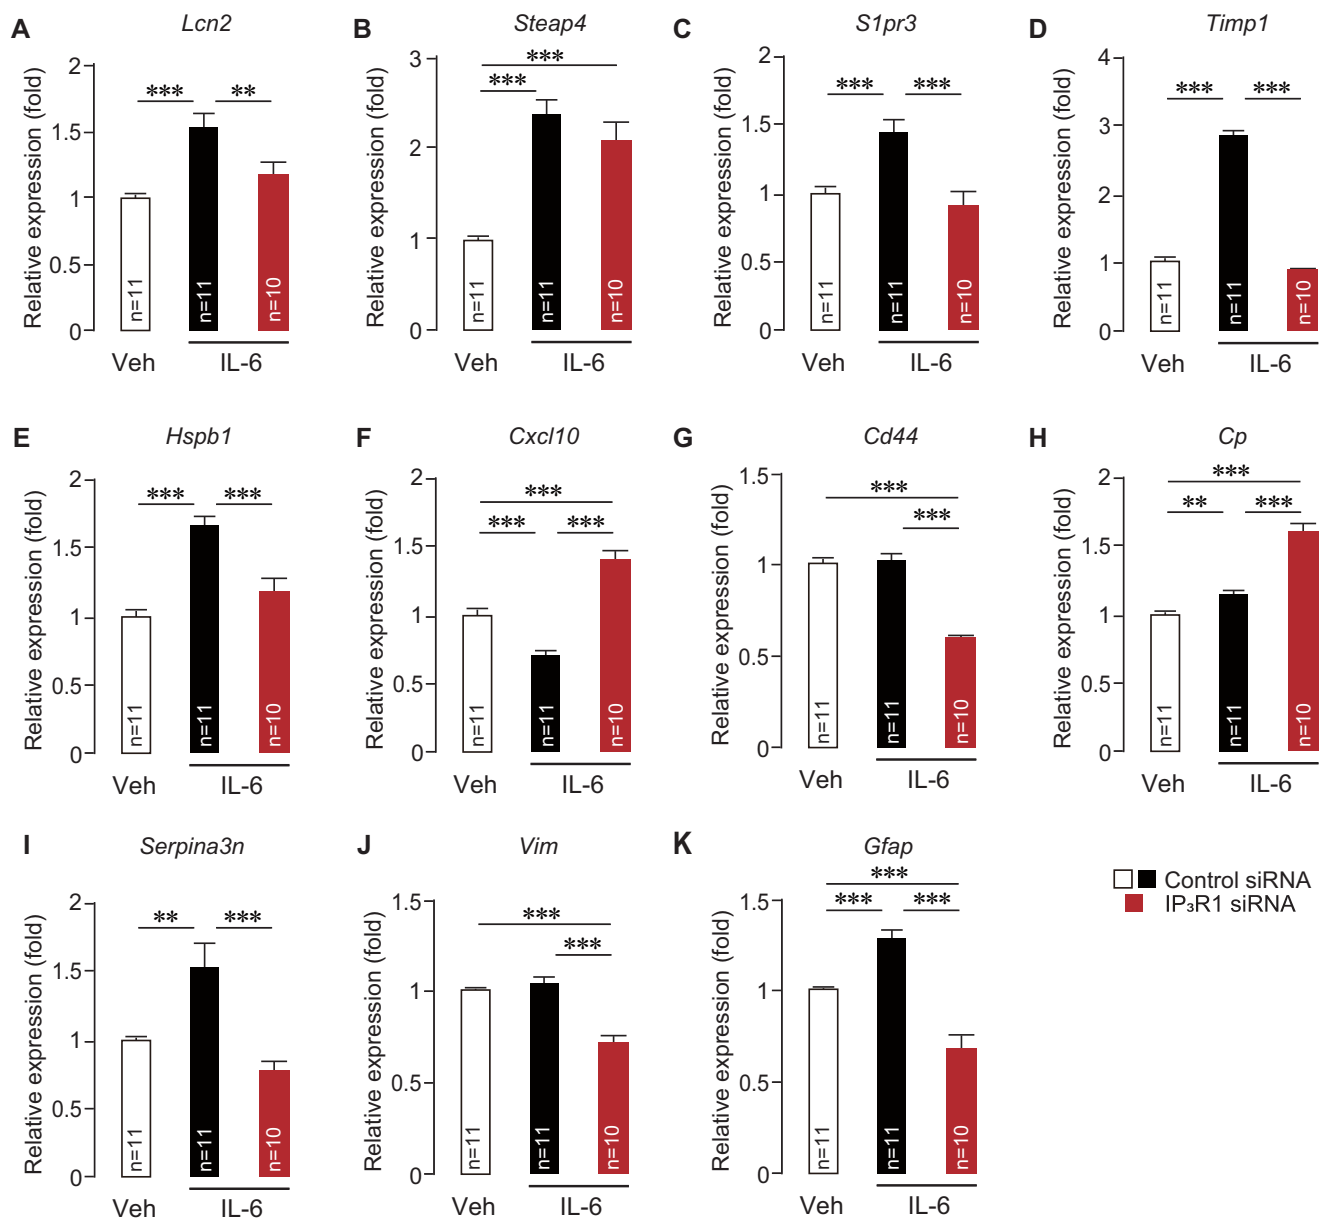 A
Lcn2
Relative expression (fold)
2
1.5
1
0.5
0
***
**
n=11
n=11
n=10
Veh
IL-6
B
Steap4
Relative expression (fold)
3
2
1
0
***
***
n=11
n=11
n=10
Veh
IL-6
C
S1pr3
Relative expression (fold)
2
1.5
1
0.5
0
***
***
n=11
n=11
n=10
Veh
IL-6
D
Timp1
Relative expression (fold)
4
3
2
1
0
***
***
n=11
n=11
n=10
Veh
IL-6
E
Hspb1
Relative expression (fold)
2
1.5
1
0.5
0
***
***
n=11
n=11
n=10
Veh
IL-6
F
Cxcl10
Relative expression (fold)
2
1.5
1
0.5
0
***
***
***
n=11
n=11
n=10
Veh
IL-6
G
Cd44
Relative expression (fold)
1.5
1
0.5
0
***
***
n=11
n=11
n=10
Veh
IL-6
H
Cp
Relative expression (fold)
2
1.5
1
0.5
0
***
**
***
n=11
n=11
n=10
Veh
IL-6
I
Serpina3n
Relative expression (fold)
2
1.5
1
0.5
0
**
***
n=11
n=11
n=10
Veh
IL-6
J
Vim
Relative expression (fold)
1.5
1
0.5
0
***
***
n=11
n=11
n=10
Veh
IL-6
K
Gfap
Relative expression (fold)
1.5
1
0.5
0
***
***
***
n=11
n=11
n=10
Veh
IL-6
Control siRNA
IP₃R1 siRNA